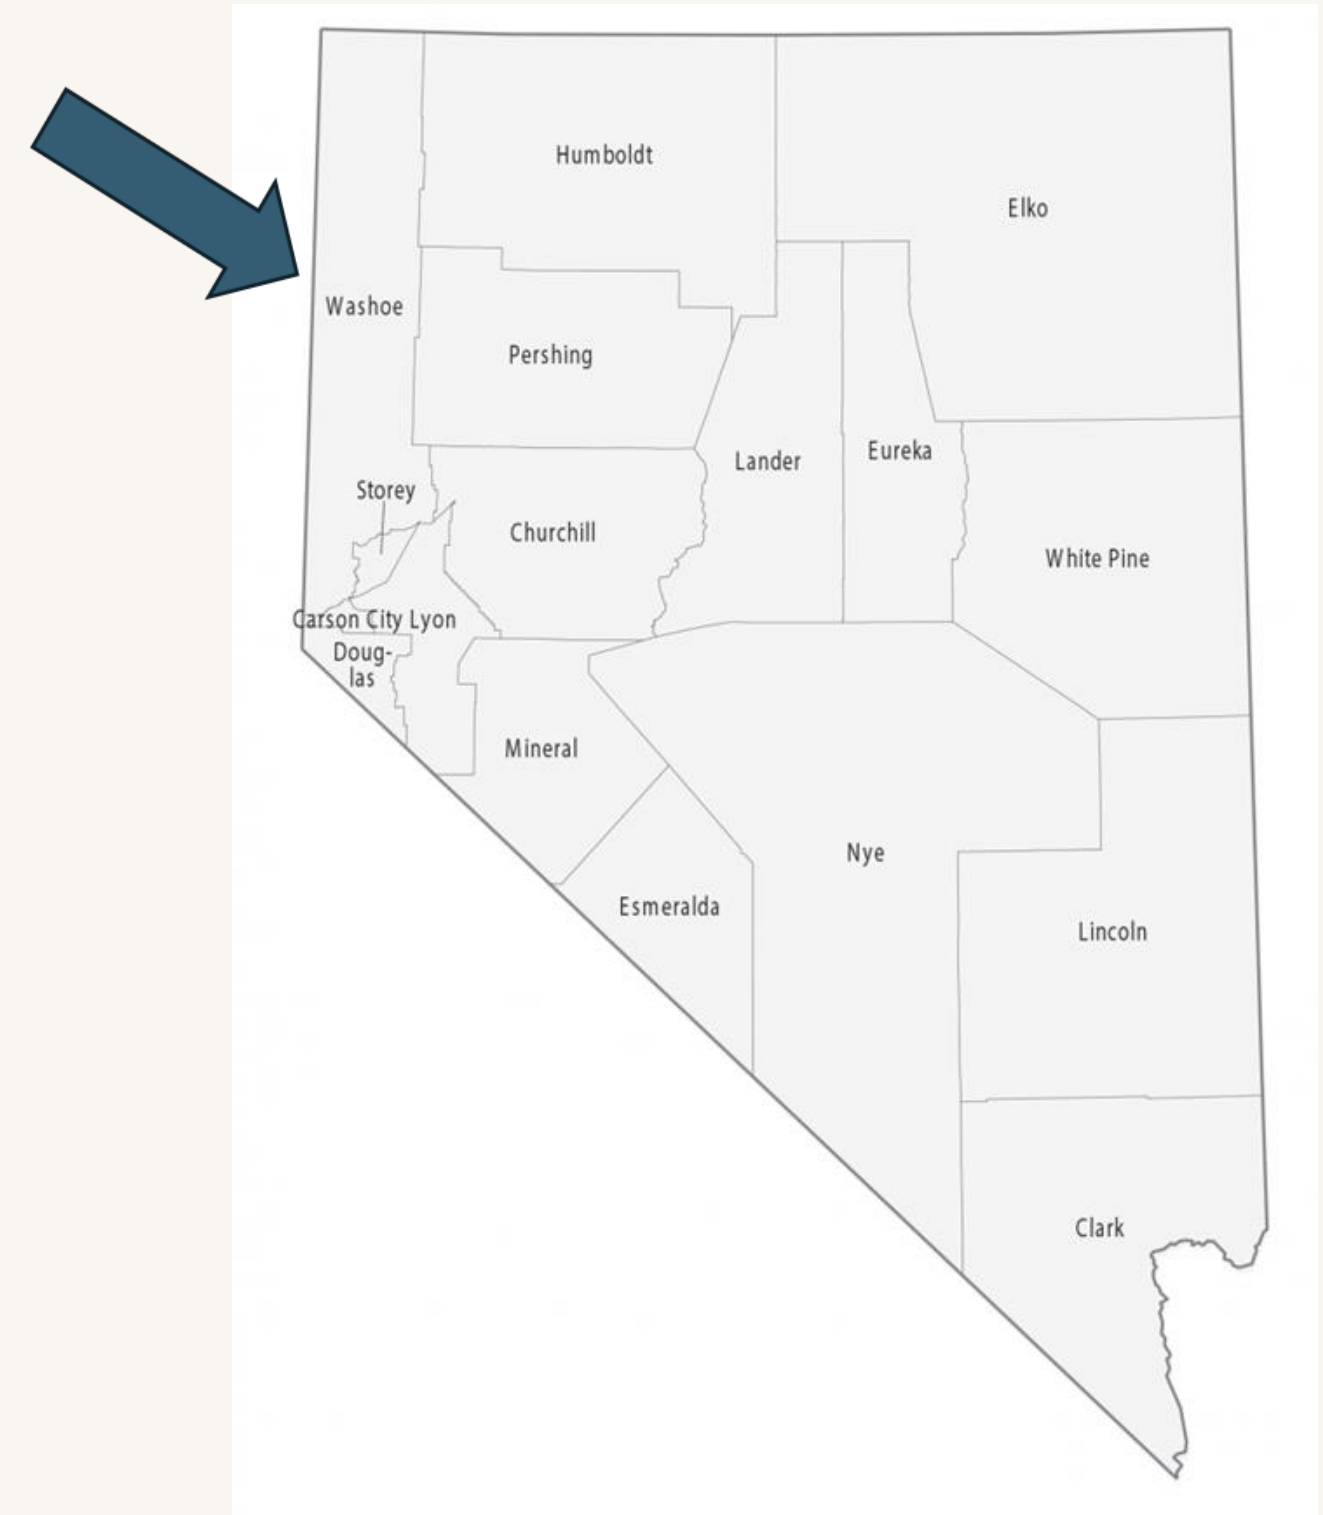 Humboldt
Elko
Washoe
Pershing
Eureka
Lander
Storey
Churchill
White Pine
Carson City Lyon
Doug-
las
Mineral
Nye
Esmeralda
Lincoln
Clark